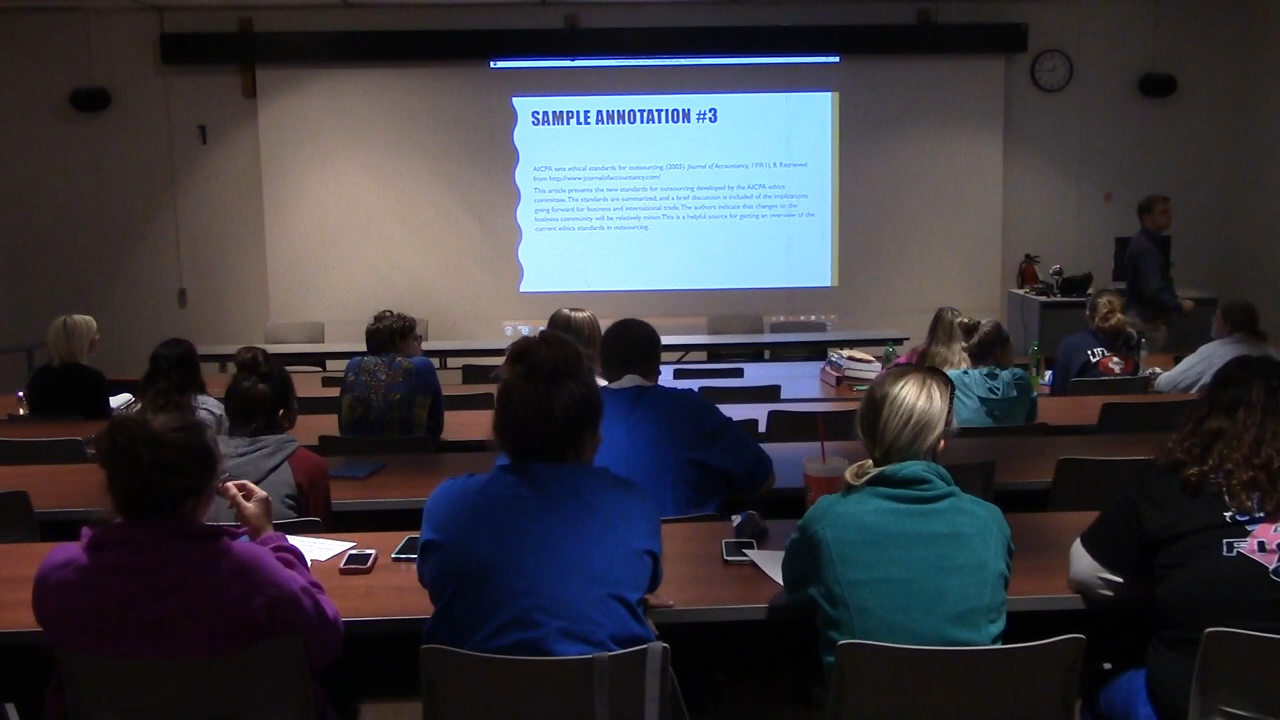 SAMPLE ANNOTATION #3
AICPA sets ethical standards for outsourcing. (2005). Journal of Accountancy, 199(1), 8. Retrieved
from http://www.journalofaccountancy.com/
This article presents the new standards for outsourcing developed by the AICPA ethics
committee. The standards are summarized, and a brief discussion is included of the implications
going forward for business and international trade. The authors indicate that changes to the
business community will be relatively minor. This is a helpful source for getting an overview of the
current ethics standards in outsourcing.
LIFE